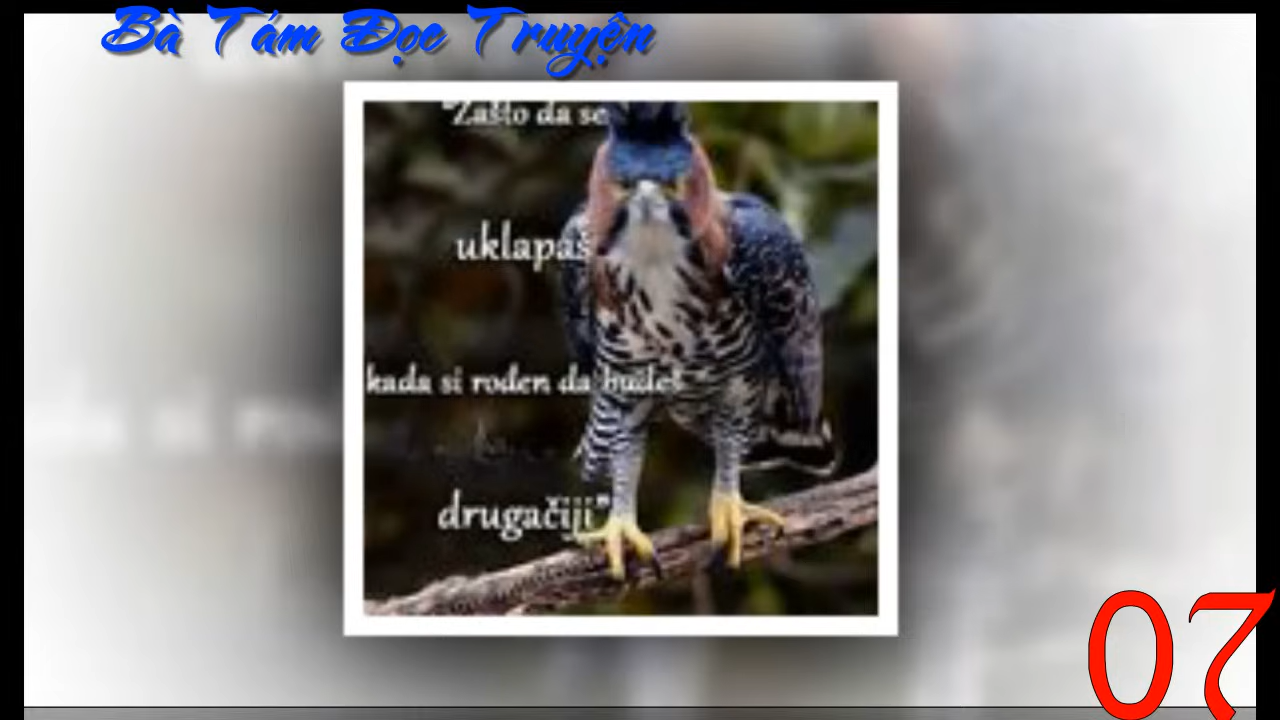 Bà Tám Đọc Truyện
"Zašto da se
uklapaš
kada si rođen da budeš
drugačiji"
07